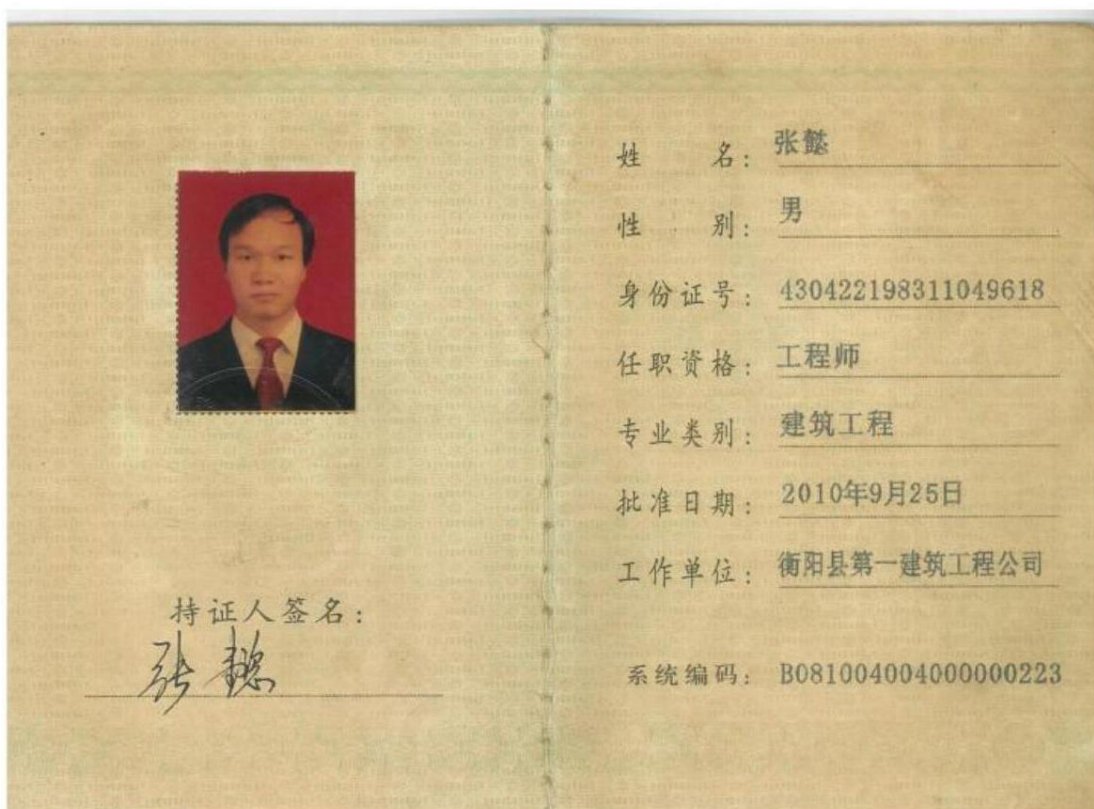 持证人签名:
张懿
姓 名: 张懿
性 别: 男
身份证号: 430422198311049618
任职资格: 工程师
专业类别: 建筑工程
批准日期: 2010年9月25日
工作单位: 衡阳县第一建筑工程公司
系统编码: B081004004000000223